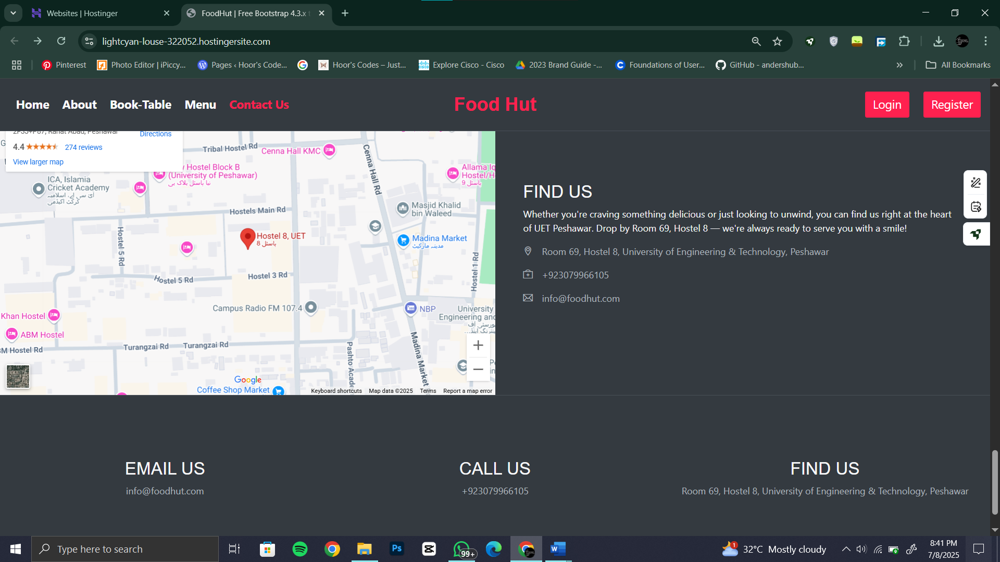 Websites | Hostinger
FoodHut | Free Bootstrap 4.3.x
lightcyan-louse-322052.hostingersite.com
Pinterest
Photo Editor | iPiccy...
Pages ‹ Hoor's Code...
Hoor's Codes – Just...
Explore Cisco - Cisco
2023 Brand Guide -...
Foundations of User...
GitHub - andershub...
All Bookmarks
Home
About
Book-Table
Menu
Contact Us
Food Hut
Login
Register
Directions
4.4
274 reviews
View larger map
Tribal Hostel Rd
Cenna Hall KMC
Cenna Hall Rd
Hostel Block B
(University of Peshawar)
نیا ہاسٹل بلاک بی
Allama Iq
Hostel/H
ہاسٹل 9
ICA, Islamia
Cricket Academy
آئی سی اے، اسلامیہ
کرکٹ اکیڈمی
Masjid Khalid
bin Waleed
Hostels Main Rd
Hostel 5 Rd
Hostel 8, UET
ہاسٹل 8
Madina Market
مدینہ مارکیٹ
Hostel 1 Rd
Hostel 3 Rd
Hostel 5 Rd
Campus Radio FM 107.4
NBP
University
Engineering and
Khan Hostel
ABM Hostel
BM Hostel Rd
Turangzai Rd
Turangzai Rd
Pashto Acade
Madina Market
Google
Coffee Shop Market
Keyboard shortcuts
Map data ©2025
Terms
Report a map error
FIND US
Whether you're craving something delicious or just looking to unwind, you can find us right at the heart
of UET Peshawar. Drop by Room 69, Hostel 8 — we're always ready to serve you with a smile!
Room 69, Hostel 8, University of Engineering & Technology, Peshawar
+923079966105
info@foodhut.com
EMAIL US
info@foodhut.com
CALL US
+923079966105
FIND US
Room 69, Hostel 8, University of Engineering & Technology, Peshawar
Type here to search
Ps
99+
1
32°C Mostly cloudy
8:41 PM
7/8/2025